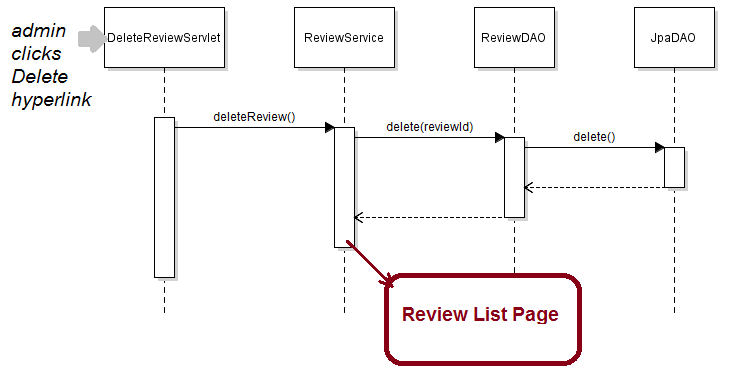 admin
clicks
Delete
hyperlink
DeleteReviewServlet
ReviewService
ReviewDAO
JpaDAO
deleteReview()
delete(reviewId)
delete()
Review List Page